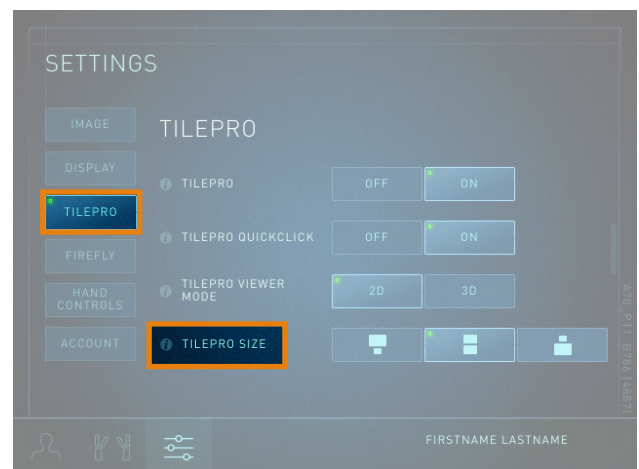 SETTINGS
IMAGE
TILEPRO
DISPLAY
TILEPRO OFF ON
TILEPRO
TILEPRO QUICKCLICK OFF ON
FIREFLY
TILEPRO VIEWER
MODE 2D 3D
HAND
CONTROLS
ACCOUNT
TILEPRO SIZE
FIRSTNAME LASTNAME